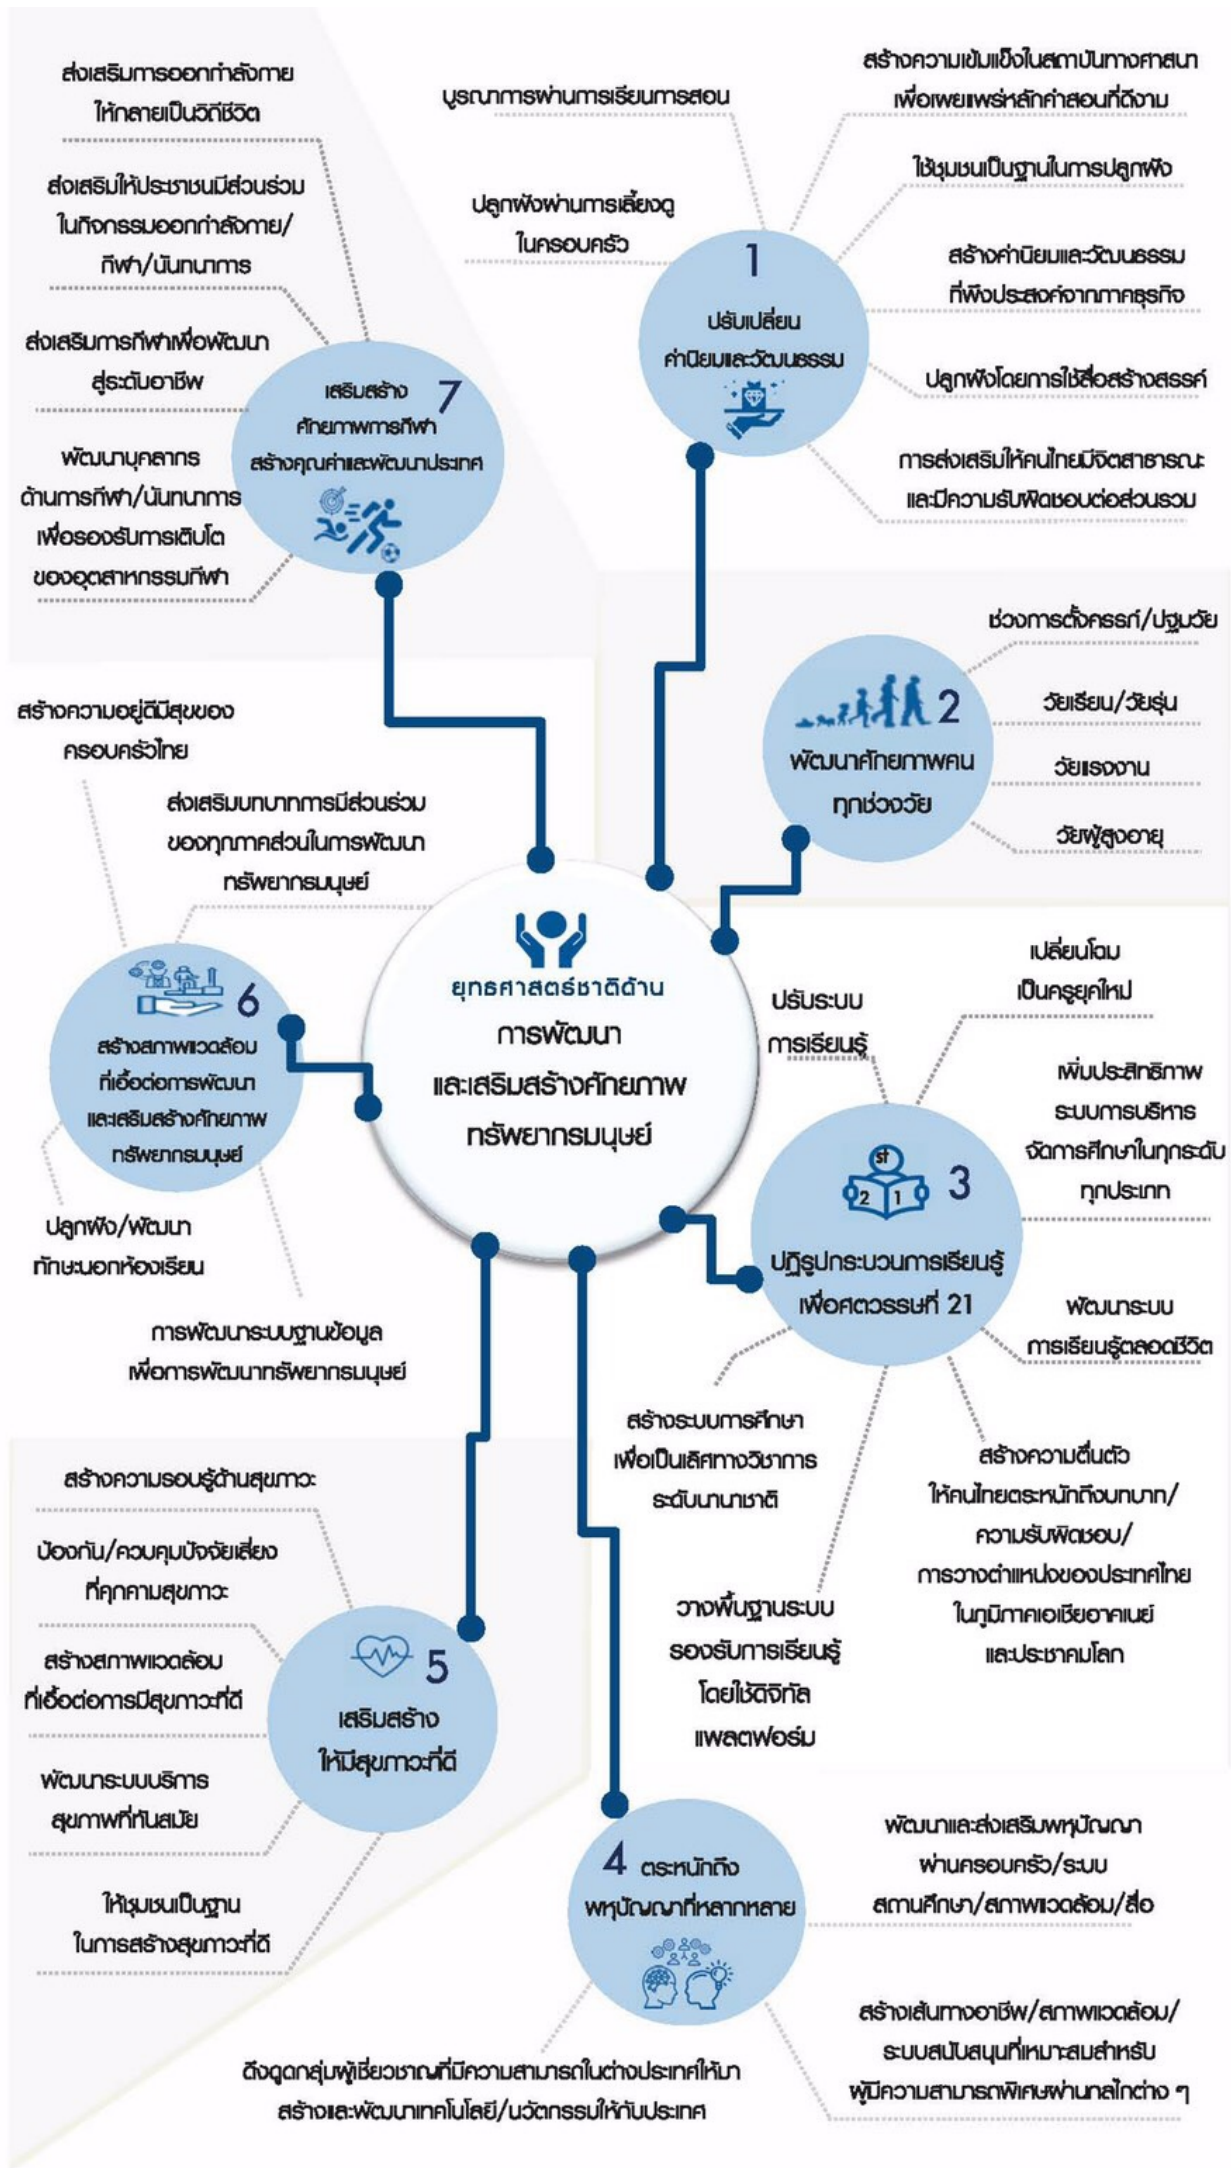 ยุทธศาสตร์ชาติด้าน
การพัฒนา
และเสริมสร้างศักยภาพ
ทรัพยากรมนุษย์
1
ปรับเปลี่ยน
ค่านิยมและวัฒนธรรม
บูรณาการผ่านการเรียนการสอน
ปลูกฝังผ่านการเลี้ยงดู
ในครอบครัว
สร้างความเข้มแข็งในสถาบันทางศาสนา
เพื่อเผยแพร่หลักคำสอนที่ดีงาม
ใช้ชุมชนเป็นฐานในการปลูกฝัง
สร้างค่านิยมและวัฒนธรรม
ที่พึงประสงค์จากภาคธุรกิจ
ปลูกฝังโดยการใช้สื่อสร้างสรรค์
การส่งเสริมให้คนไทยมีจิตสาธารณะ
และมีความรับผิดชอบต่อส่วนรวม
2
พัฒนาศักยภาพคน
ทุกช่วงวัย
ช่วงการตั้งครรภ์/ปฐมวัย
วัยเรียน/วัยรุ่น
วัยแรงงาน
วัยผู้สูงอายุ
st
2 1
3
ปฏิรูปกระบวนการเรียนรู้
เพื่อศตวรรษที่ 21
ปรับระบบ
การเรียนรู้
เปลี่ยนโฉม
เป็นครูยุคใหม่
เพิ่มประสิทธิภาพ
ระบบการบริหาร
จัดการศึกษาในทุกระดับ
ทุกประเภท
พัฒนาระบบ
การเรียนรู้ตลอดชีวิต
สร้างความตื่นตัว
ให้คนไทยตระหนักถึงบทบาท/
ความรับผิดชอบ/
การวางตำแหน่งของประเทศไทย
ในภูมิภาคเอเชียอาคเนย์
และประชาคมโลก
วางพื้นฐานระบบ
รองรับการเรียนรู้
โดยใช้ดิจิทัล
แพลตฟอร์ม
สร้างระบบการศึกษา
เพื่อเป็นเลิศทางวิชาการ
ระดับนานาชาติ
4 ตระหนักถึง
พหุปัญญาที่หลากหลาย
พัฒนาและส่งเสริมพหุปัญญา
ผ่านครอบครัว/ระบบ
สถานศึกษา/สภาพแวดล้อม/สื่อ
สร้างเส้นทางอาชีพ/สภาพแวดล้อม/
ระบบสนับสนุนที่เหมาะสมสำหรับ
ผู้มีความสามารถพิเศษผ่านกลไกต่าง ๆ
ดึงดูดกลุ่มผู้เชี่ยวชาญที่มีความสามารถในต่างประเทศให้มา
สร้างและพัฒนาเทคโนโลยี/นวัตกรรมให้กับประเทศ
5
เสริมสร้าง
ให้มีสุขภาวะที่ดี
สร้างความรอบรู้ด้านสุขภาวะ
ป้องกัน/ควบคุมปัจจัยเสี่ยง
ที่คุกคามสุขภาวะ
สร้างสภาพแวดล้อม
ที่เอื้อต่อการมีสุขภาวะที่ดี
พัฒนาระบบบริการ
สุขภาพที่ทันสมัย
ให้ชุมชนเป็นฐาน
ในการสร้างสุขภาวะที่ดี
6
สร้างสภาพแวดล้อม
ที่เอื้อต่อการพัฒนา
และเสริมสร้างศักยภาพ
ทรัพยากรมนุษย์
สร้างความอยู่ดีมีสุขของ
ครอบครัวไทย
ส่งเสริมบทบาทการมีส่วนร่วม
ของทุกภาคส่วนในการพัฒนา
ทรัพยากรมนุษย์
ปลูกฝัง/พัฒนา
ทักษะนอกห้องเรียน
การพัฒนาระบบฐานข้อมูล
เพื่อการพัฒนาทรัพยากรมนุษย์
7
เสริมสร้าง
ศักยภาพการกีฬา
สร้างคุณค่าและพัฒนาประเทศ
ส่งเสริมการออกกำลังกาย
ให้กลายเป็นวิถีชีวิต
ส่งเสริมให้ประชาชนมีส่วนร่วม
ในกิจกรรมออกกำลังกาย/
กีฬา/นันทนาการ
ส่งเสริมการกีฬาเพื่อพัฒนา
สู่ระดับอาชีพ
พัฒนาบุคลากร
ด้านการกีฬา/นันทนาการ
เพื่อรองรับการเติบโต
ของอุตสาหกรรมกีฬา